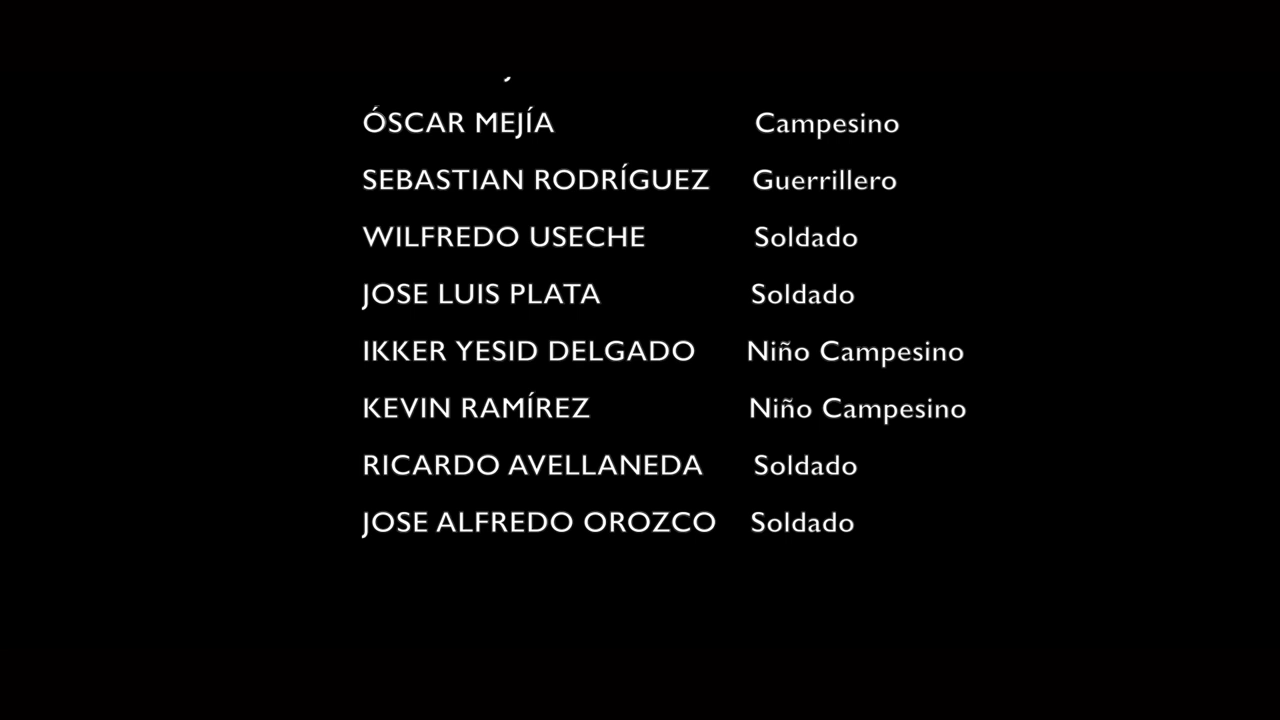 ÓSCAR MEJÍA Campesino
SEBASTIAN RODRÍGUEZ Guerrillero
WILFREDO USECHE Soldado
JOSE LUIS PLATA Soldado
IKKER YESID DELGADO Niño Campesino
KEVIN RAMÍREZ Niño Campesino
RICARDO AVELLANEDA Soldado
JOSE ALFREDO OROZCO Soldado